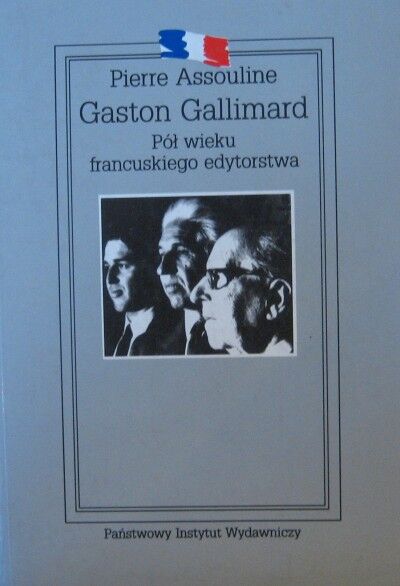 Pierre Assouline
Gaston Gallimard
Pół wieku
francuskiego edytorstwa
Państwowy Instytut Wydawniczy